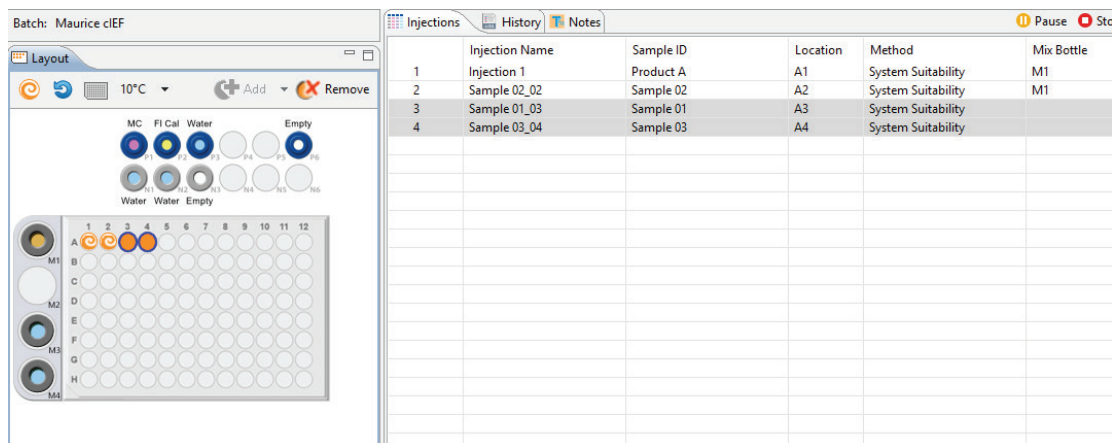 Batch: Maurice cIEF
Layout
10°C Add Remove
MC FI Cal Water Empty
P1 P2 P3 P4 P5 P6
N1 N2 N3 N4 N5 N6
Water Water Empty
1 2 3 4 5 6 7 8 9 10 11 12
A
B
C
D
E
F
G
H
M1
M2
M3
M4
Injections History Notes Pause Sto
Injection Name Sample ID Location Method Mix Bottle
1 Injection 1 Product A A1 System Suitability M1
2 Sample 02_02 Sample 02 A2 System Suitability M1
3 Sample 01_03 Sample 01 A3 System Suitability
4 Sample 03_04 Sample 03 A4 System Suitability